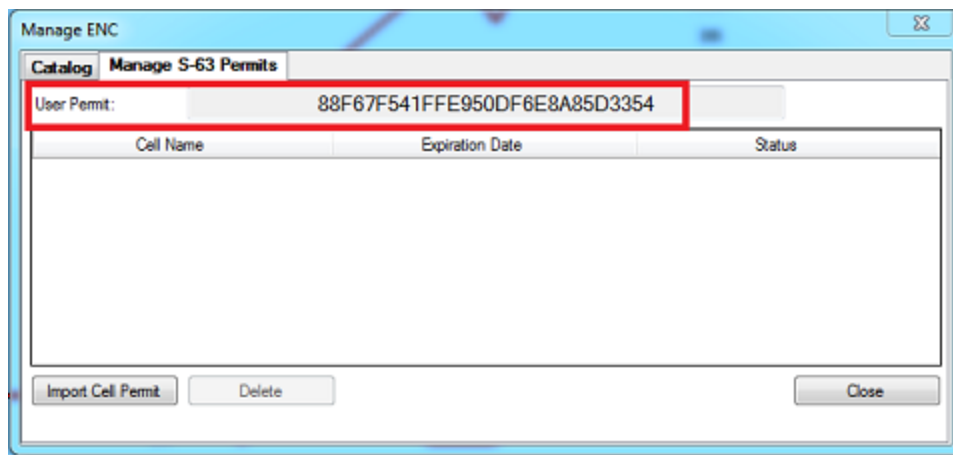 Manage ENC
Catalog Manage S-63 Permits
User Permit: 88F67F541FFE950DF6E8A85D3354
Cell Name Expiration Date Status
Import Cell Permit Delete Close